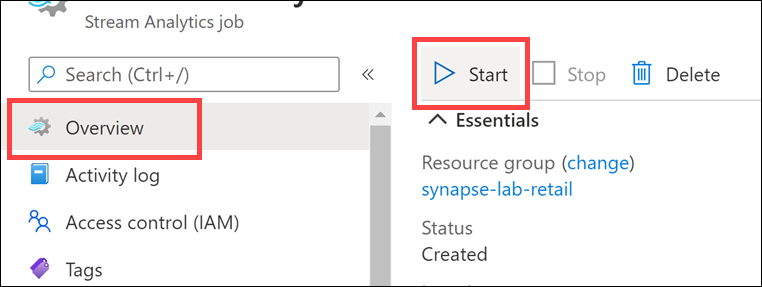 Stream Analytics job
Search (Ctrl+/)
«
Overview
Activity log
Access control (IAM)
Tags
Start
Stop
Delete
Essentials
Resource group (change)
synapse-lab-retail
Status
Created